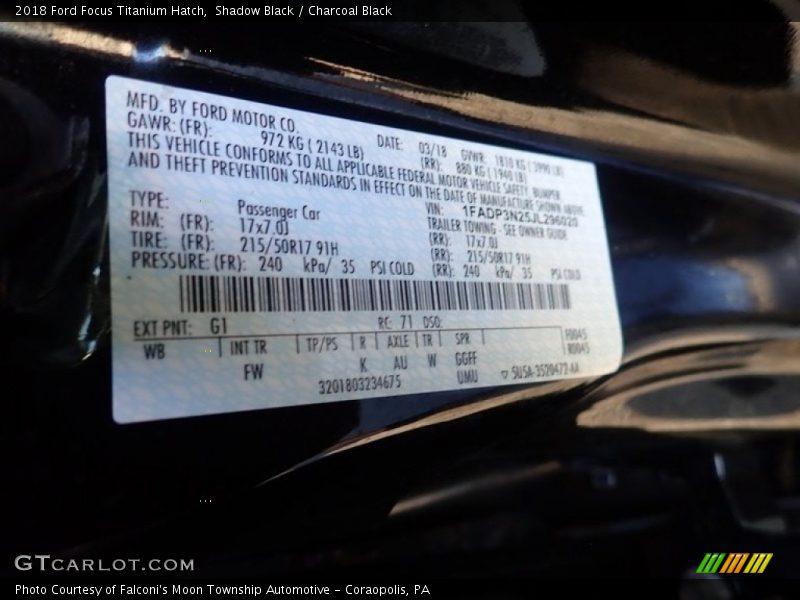 2018 Ford Focus Titanium Hatch, Shadow Black / Charcoal Black
MFD. BY FORD MOTOR CO.
DATE: 03/18 GVWR: 1810 KG ( 3990 LB)
GAWR: (FR): 972 KG ( 2143 LB) (RR): 880 KG ( 1940 LB)
THIS VEHICLE CONFORMS TO ALL APPLICABLE FEDERAL MOTOR VEHICLE SAFETY, BUMPER
AND THEFT PREVENTION STANDARDS IN EFFECT ON THE DATE OF MANUFACTURE SHOWN ABOVE
VIN: 1FADP3N25JL296020
TYPE: Passenger Car TRAILER TOWING - SEE OWNER GUIDE
RIM: (FR): 17x7.0J (RR): 17x7.0J
TIRE: (FR): 215/50R17 91H (RR): 215/50R17 91H
PRESSURE: (FR): 240 kPa/ 35 PSI COLD (RR): 240 kPa/ 35 PSI COLD
EXT PNT: G1 RC: 71 DSO: F0045
WB INT TR TP/PS R AXLE TR SPR R0045
FW K AU W GGFF
3201803234675 UMU ▽ 5U5A-3520472-AA
GTCARLOT.COM
Photo Courtesy of Falconi's Moon Township Automotive - Coraopolis, PA